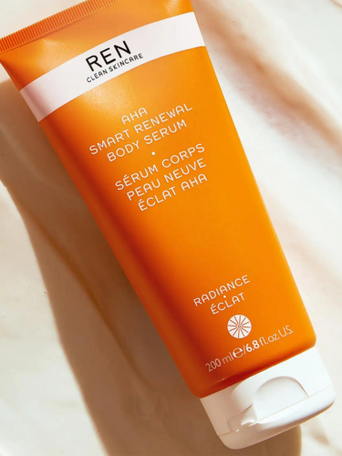 REN
CLEAN SKINCARE
AHA
SMART RENEWAL
BODY SERUM
•
SÉRUM CORPS
PEAU NEUVE
ÉCLAT AHA
RADIANCE
•
ÉCLAT
200 ml ℮/6.8 fl.oz.US.